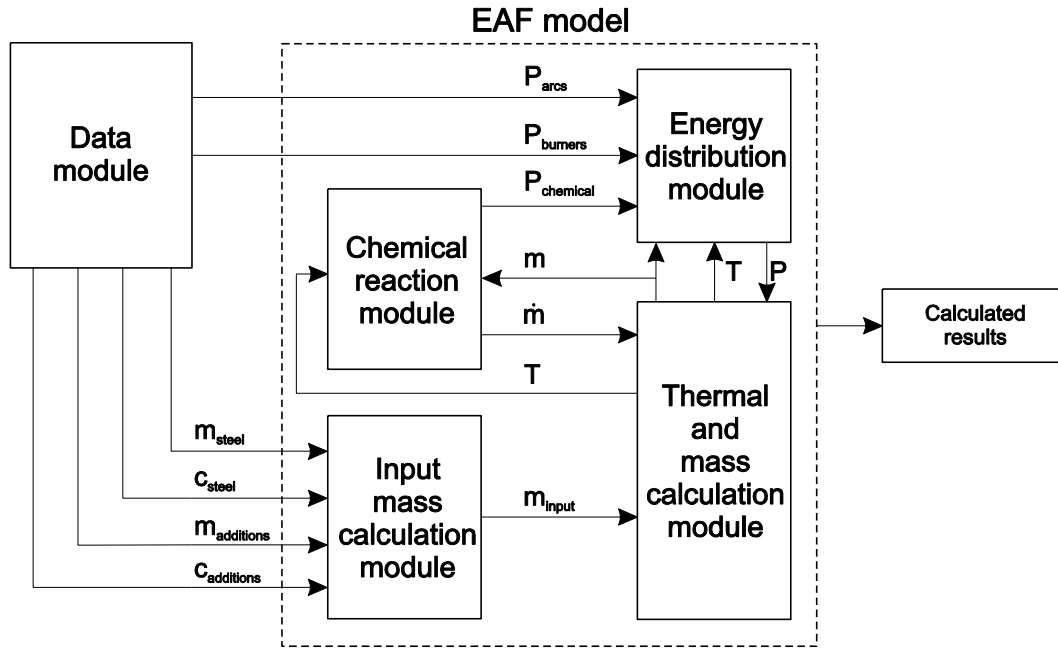 EAF model
Data
module
P_arcs
P_burners
P_chemical
Energy
distribution
module
Chemical
reaction
module
m
ṁ
T
T
P
Calculated
results
Thermal
and
mass
calculation
module
m_steel
c_steel
m_additions
c_additions
Input
mass
calculation
module
m_input